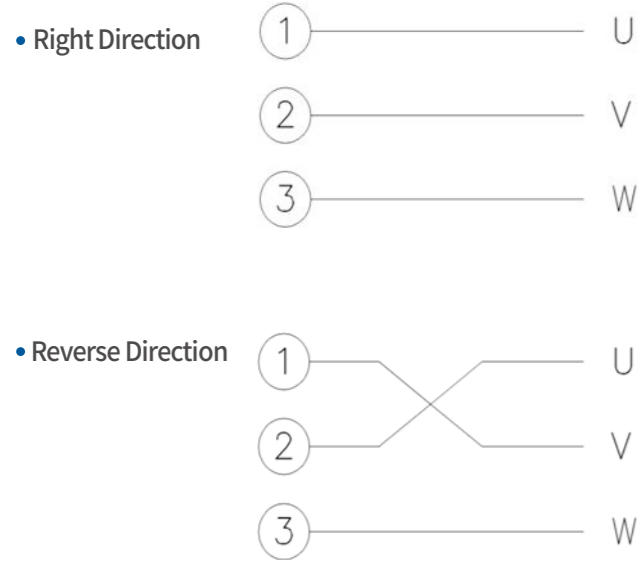 • Right Direction
1 U
2 V
3 W
• Reverse Direction
1 U
2 V
3 W